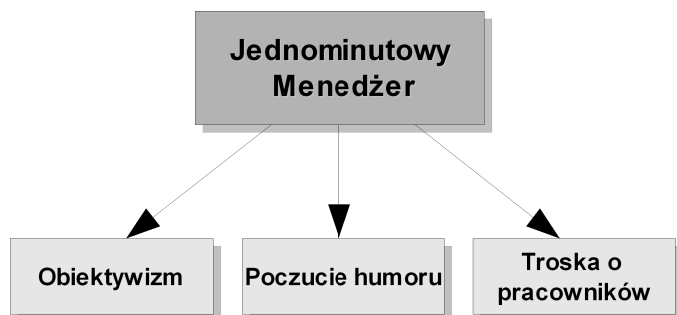 Jednominutowy
Menedżer
Obiektywizm
Poczucie humoru
Troska o
pracowników